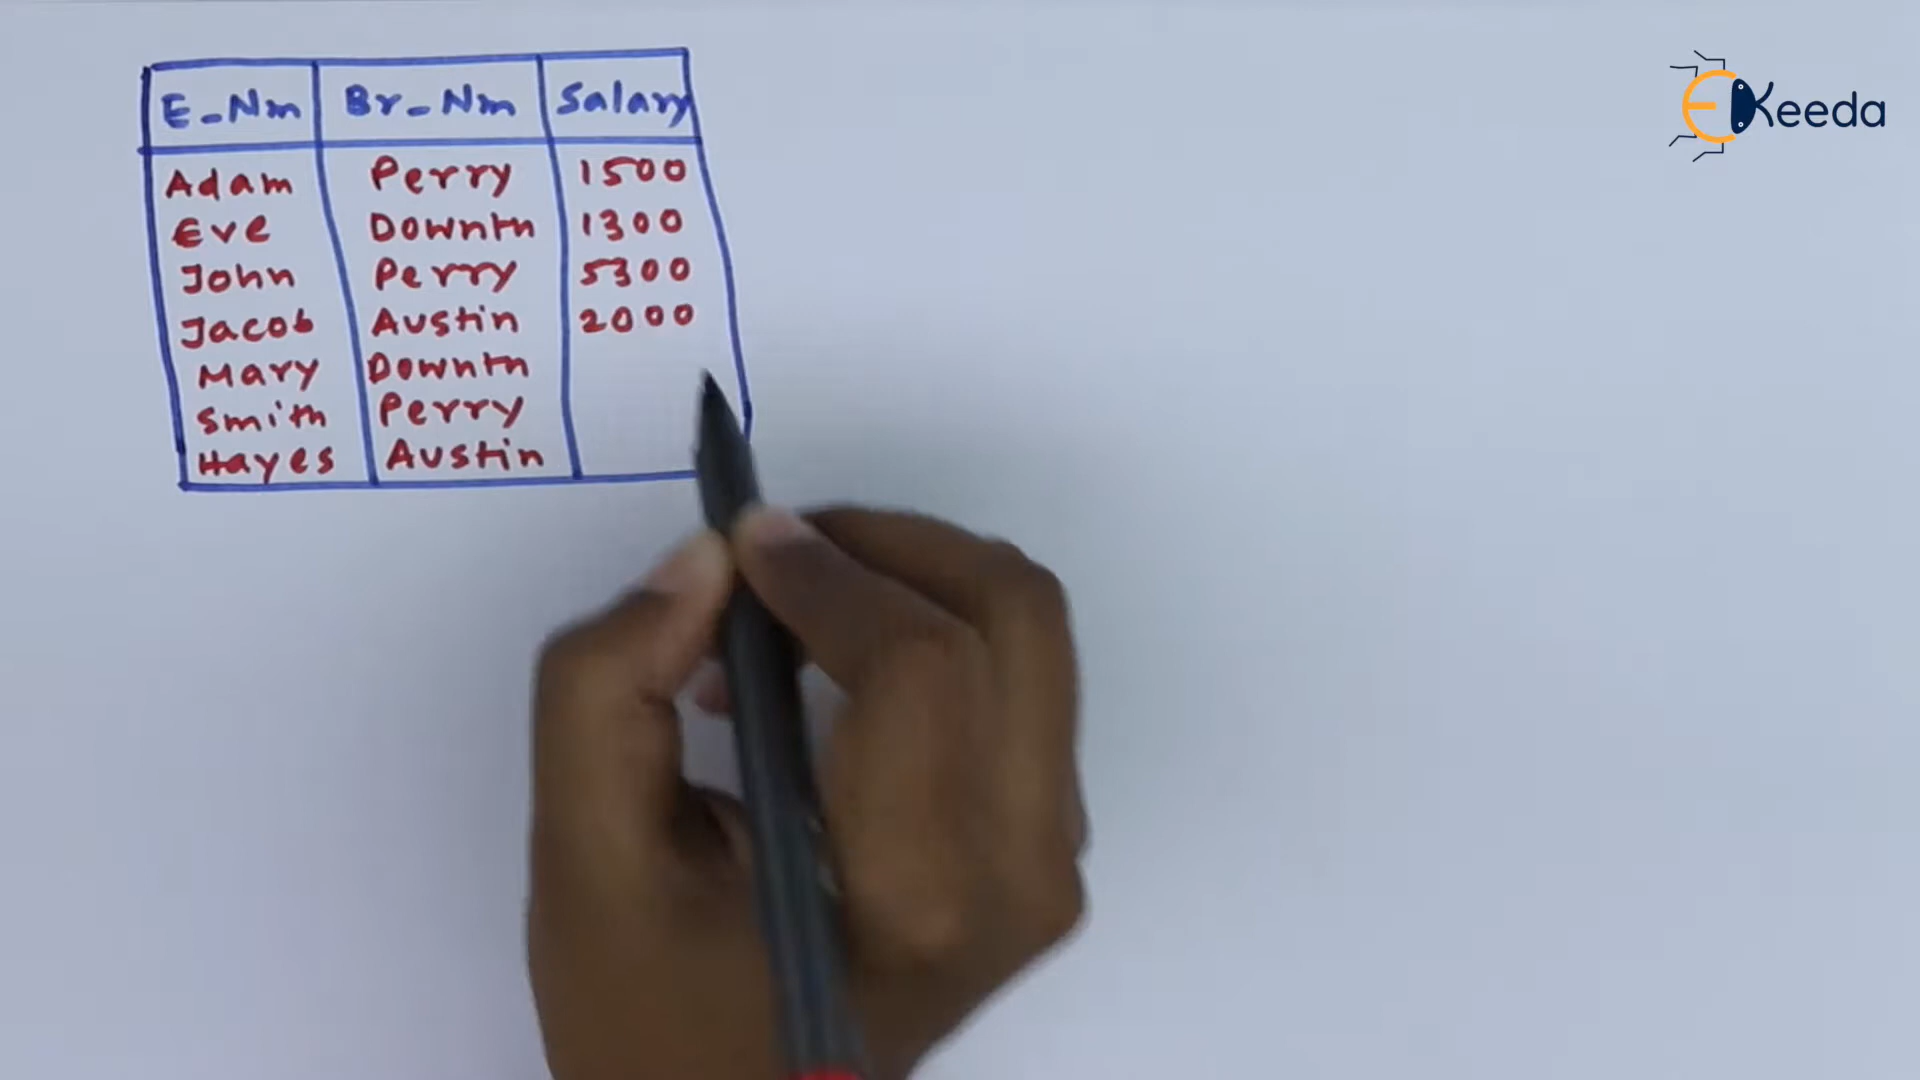 E_Nm Br_Nm Salary
Adam Perry 1500
Eve Downtn 1300
John Perry 5300
Jacob Austin 2000
Mary Downtn
Smith Perry
Hayes Austin
EKeeda